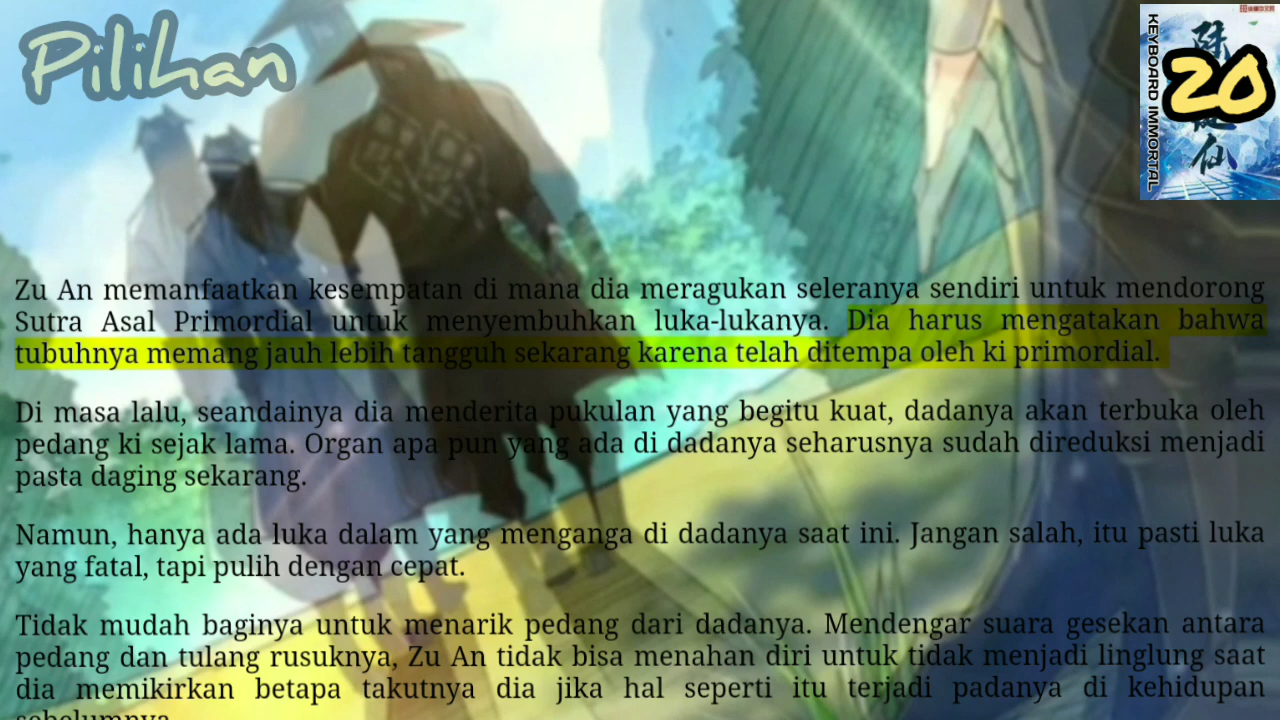 Pilihan
20
KEYBOARD IMMORTAL
仙
Zu An memanfaatkan kesempatan di mana dia meragukan seleranya sendiri untuk mendorong
Sutra Asal Primordial untuk menyembuhkan luka-lukanya. Dia harus mengatakan bahwa
tubuhnya memang jauh lebih tangguh sekarang karena telah ditempa oleh ki primordial.
Di masa lalu, seandainya dia menderita pukulan yang begitu kuat, dadanya akan terbuka oleh
pedang ki sejak lama. Organ apa pun yang ada di dadanya seharusnya sudah direduksi menjadi
pasta daging sekarang.
Namun, hanya ada luka dalam yang menganga di dadanya saat ini. Jangan salah, itu pasti luka
yang fatal, tapi pulih dengan cepat.
Tidak mudah baginya untuk menarik pedang dari dadanya. Mendengar suara gesekan antara
pedang dan tulang rusuknya, Zu An tidak bisa menahan diri untuk tidak menjadi linglung saat
dia memikirkan betapa takutnya dia jika hal seperti itu terjadi padanya di kehidupan
sebelumnya.